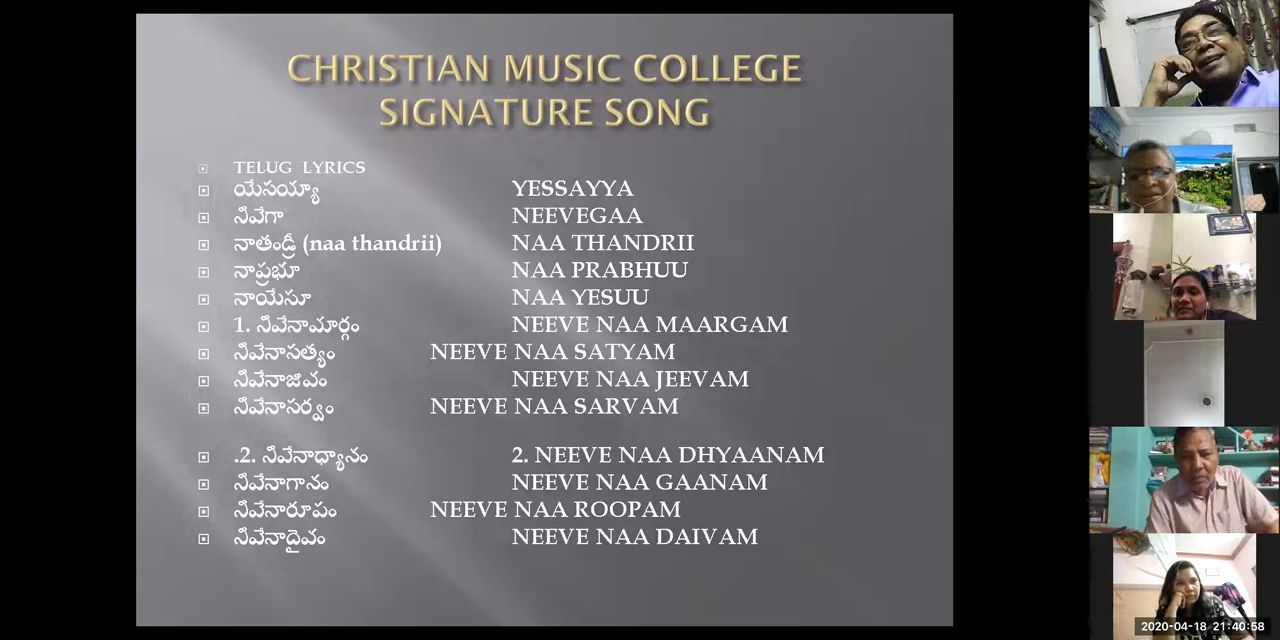 CHRISTIAN MUSIC COLLEGE
SIGNATURE SONG
TELUG LYRICS
యేసయ్యా YESSAYYA
నివేగా NEEVEGAA
నాతండ్రీ (naa thandrii) NAA THANDRII
నాప్రభూ NAA PRABHUU
నాయేసూ NAA YESUU
1. నివేనామార్గం NEEVE NAA MAARGAM
నివేనాసత్యం NEEVE NAA SATYAM
నివేనాజివం NEEVE NAA JEEVAM
నివేనాసర్వం NEEVE NAA SARVAM
.2. నివేనాధ్యానం 2. NEEVE NAA DHYAANAM
నివేనాగానం NEEVE NAA GAANAM
నివేనారూపం NEEVE NAA ROOPAM
నివేనాదైవం NEEVE NAA DAIVAM
2020-04-18 21:40:58